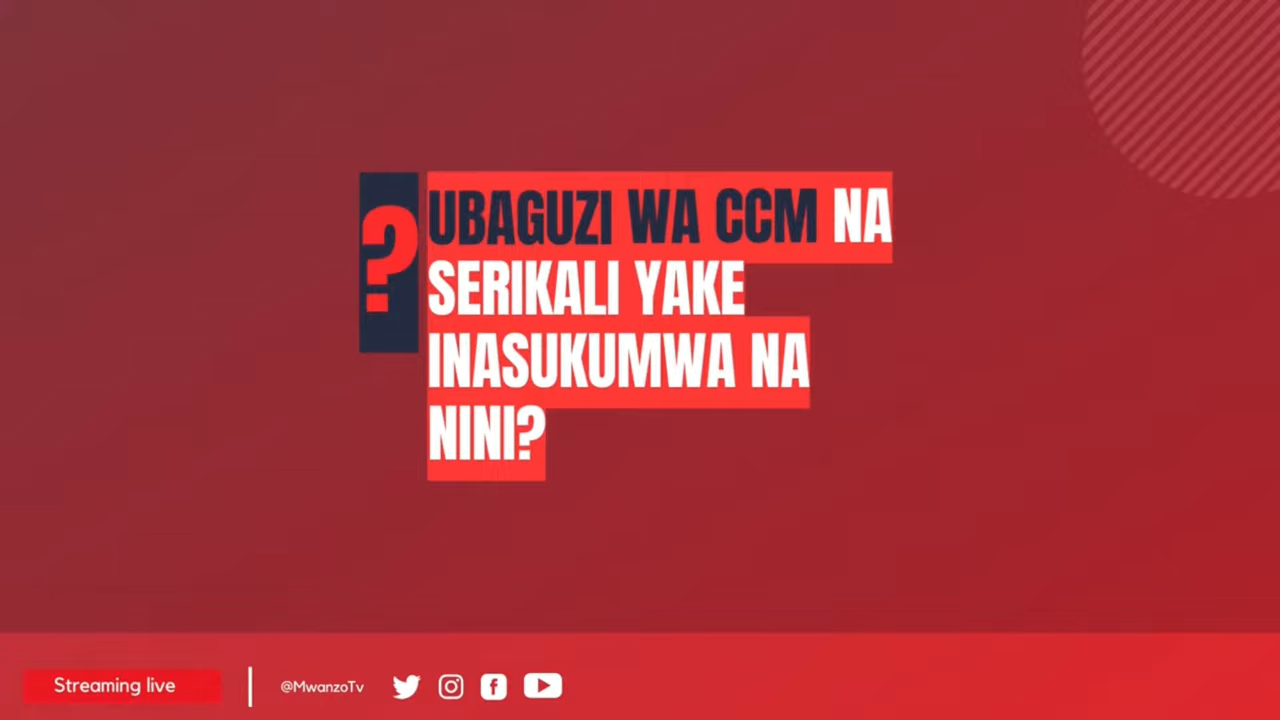 ?
UBAGUZI WA CCM NA
SERIKALI YAKE
INASUKUMWA NA
NINI?
Streaming live
@MwanzoTv